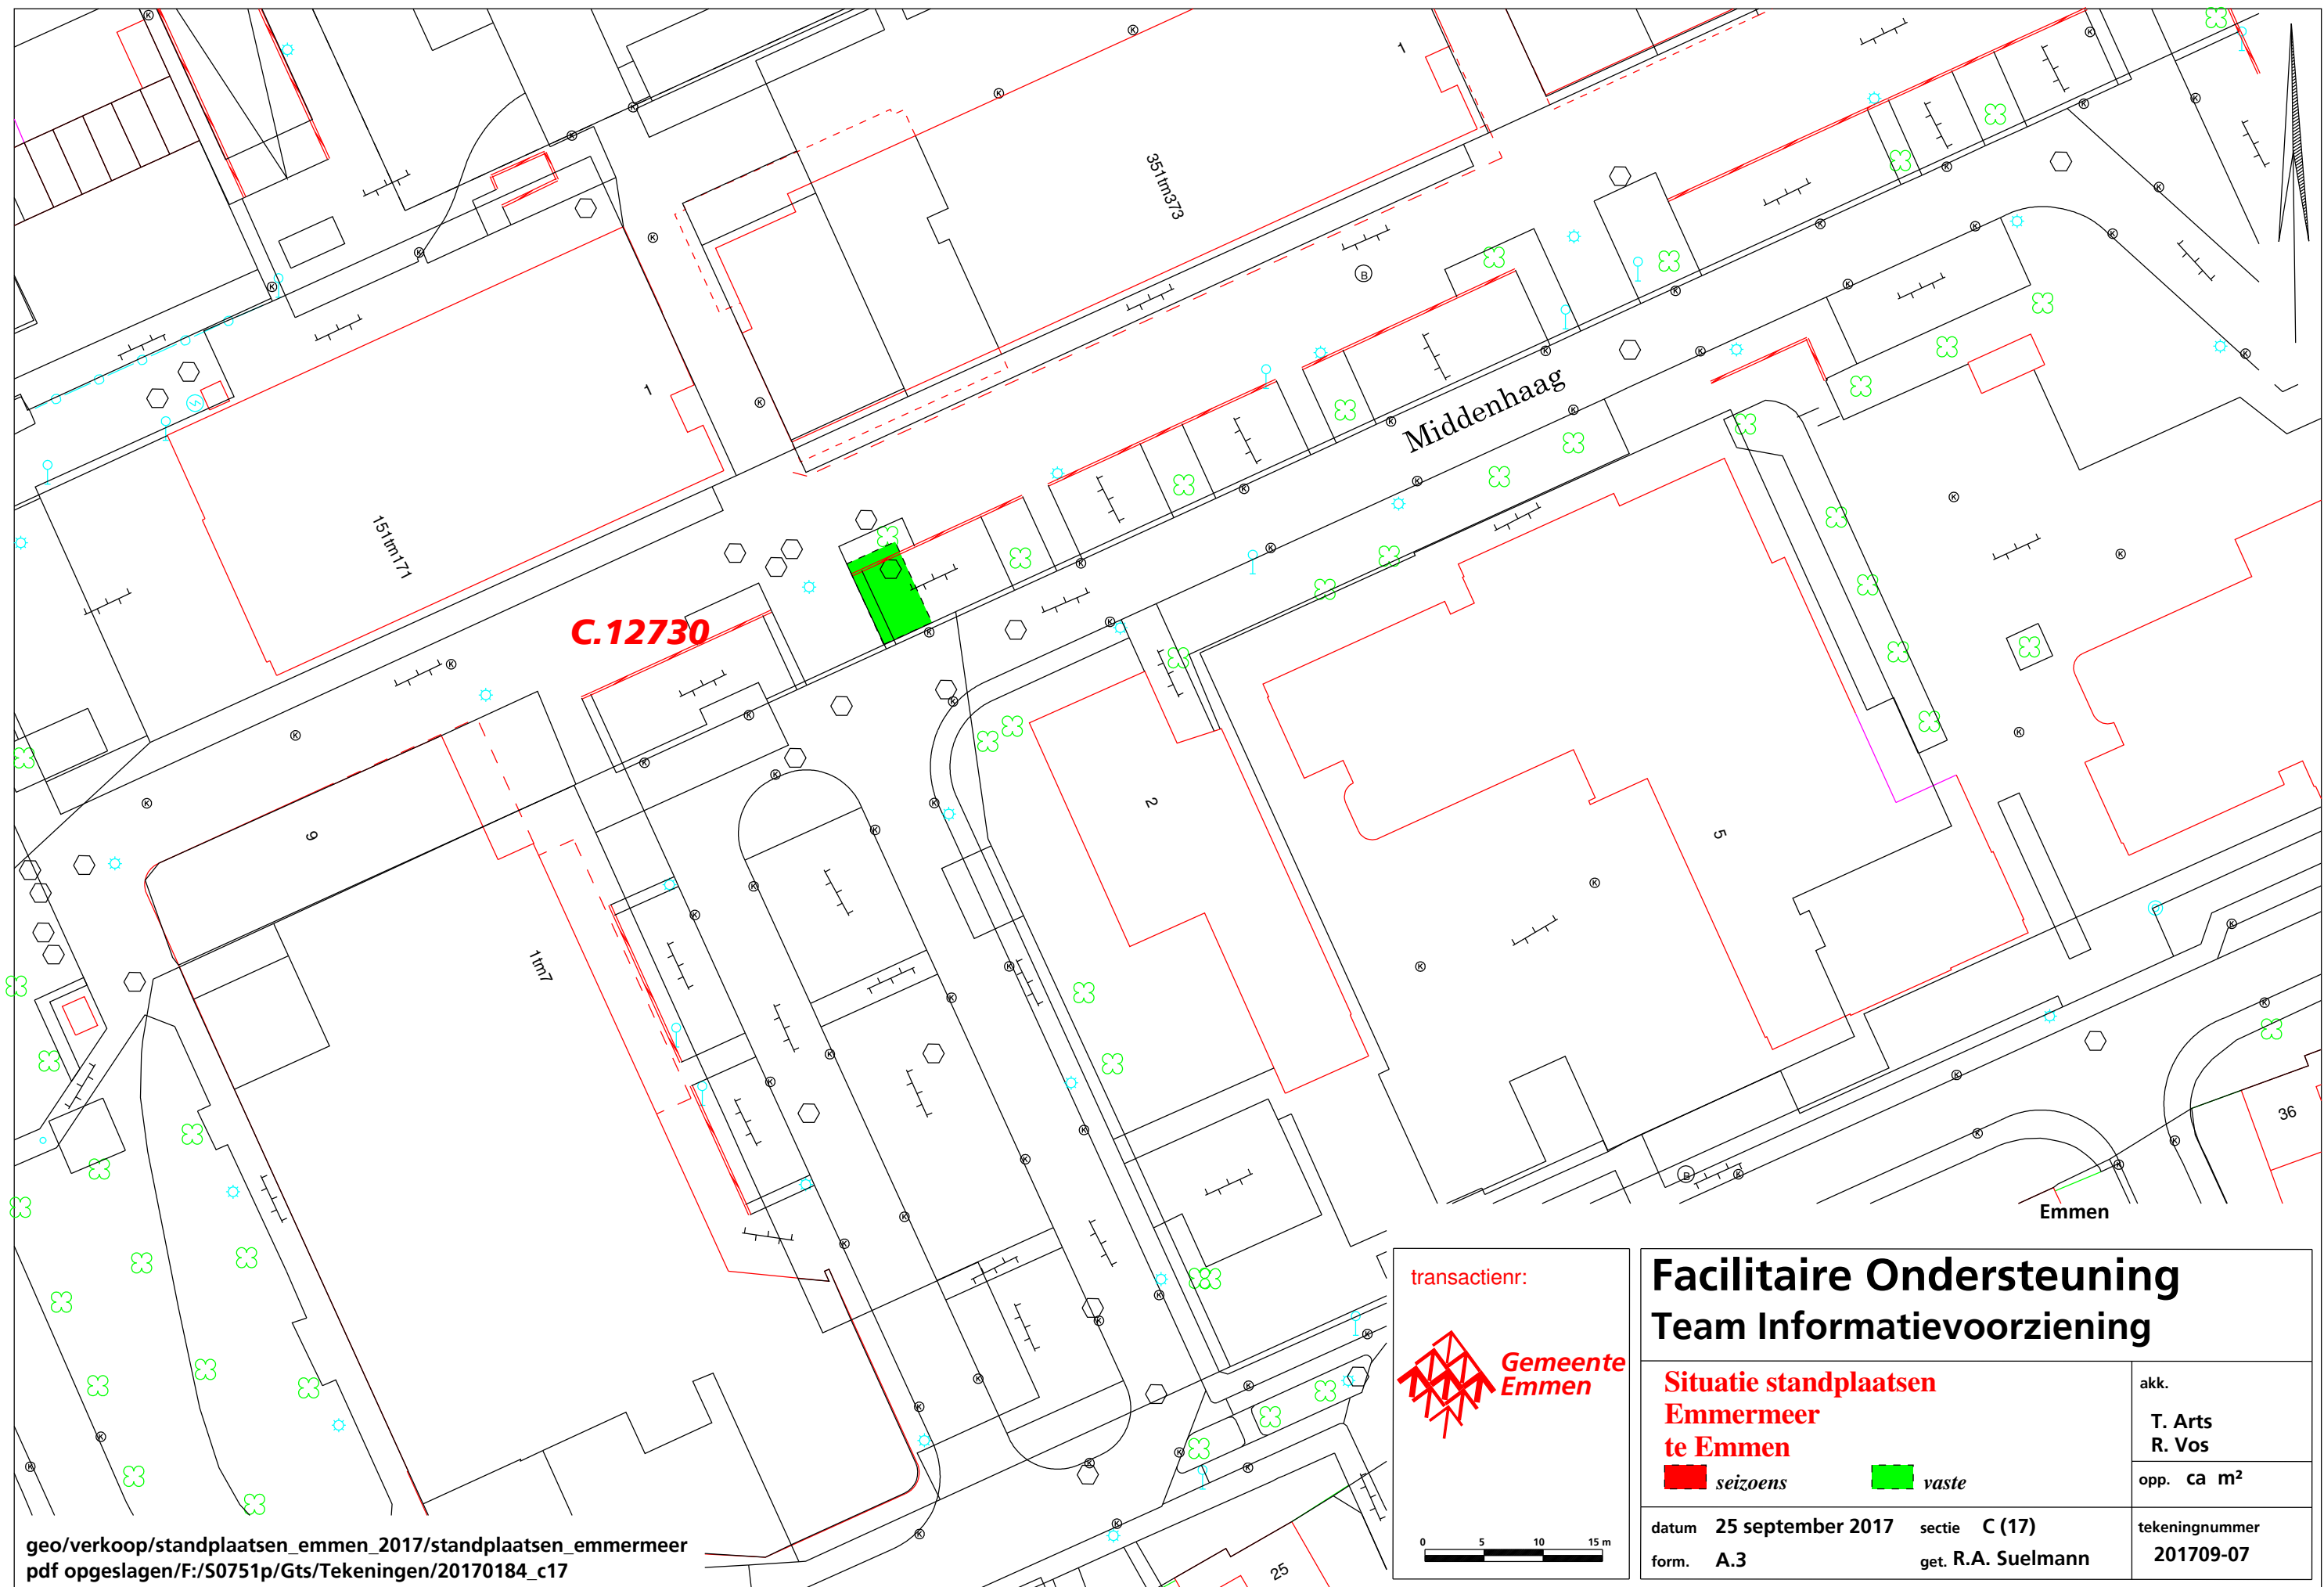 1
351tm373
B
1
151tm171
Middenhaag
C.12730
9
2
5
1tm7
B
36
Emmen
25
transactienr:
Gemeente
Emmen
0 5 10 15 m
Facilitaire Ondersteuning
Team Informatievoorziening
Situatie standplaatsen
Emmermeer
te Emmen
seizoens vaste
akk.
T. Arts
R. Vos
opp. ca m²
datum 25 september 2017 sectie C (17)
form. A.3 get. R.A. Suelmann
tekeningnummer
201709-07
geo/verkoop/standplaatsen_emmen_2017/standplaatsen_emmermeer
pdf opgeslagen/F:/S0751p/Gts/Tekeningen/20170184_c17